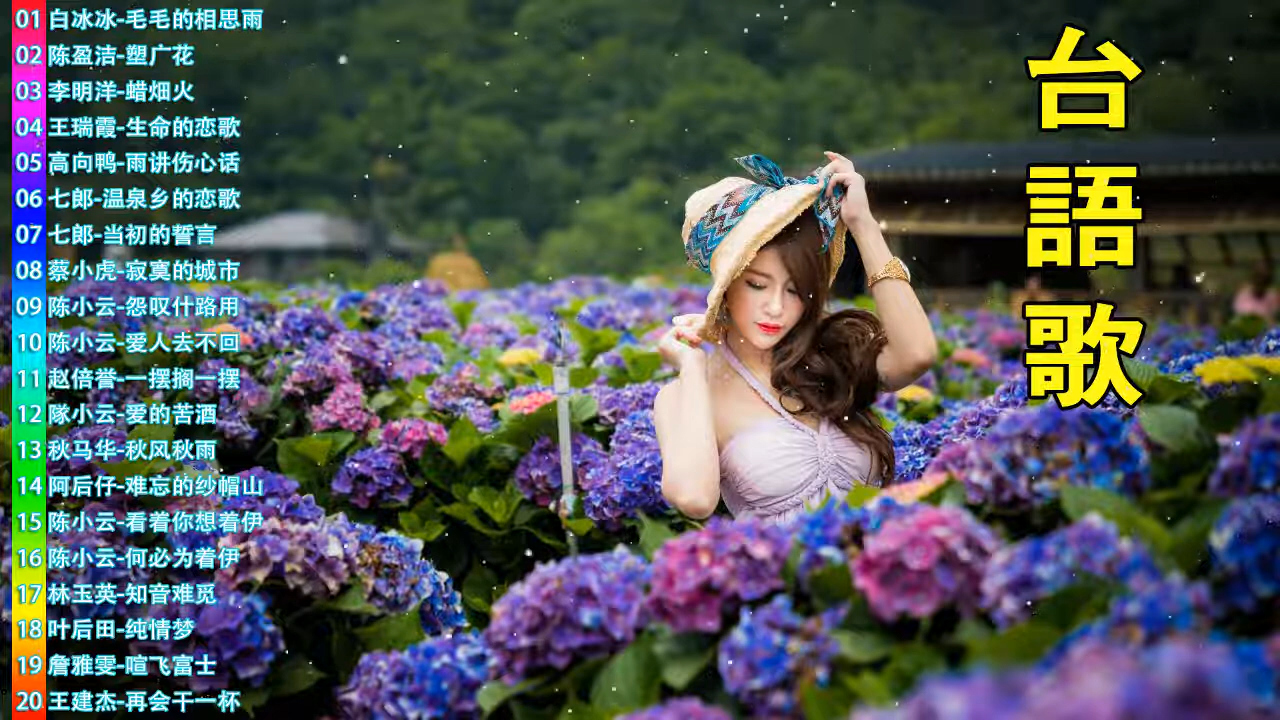 01 白冰冰-毛毛的相思雨
02 陈盈洁-塑广花
03 李明洋-蜡烟火
04 王瑞霞-生命的恋歌
05 高向鸭-雨讲伤心话
06 七郎-温泉乡的恋歌
07 七郎-当初的誓言
08 蔡小虎-寂寞的城市
09 陈小云-怨叹什路用
10 陈小云-爱人去不回
11 赵倍誉-一摆搁一摆
12 隊小云-爱的苦酒
13 秋马华-秋风秋雨
14 阿后仔-难忘的纱帽山
15 陈小云-看着你想着伊
16 陈小云-何必为着伊
17 林玉英-知音难觅
18 叶后田-纯情梦
19 詹雅雯-喧飞富士
20 王建杰-再会干一杯
台語歌